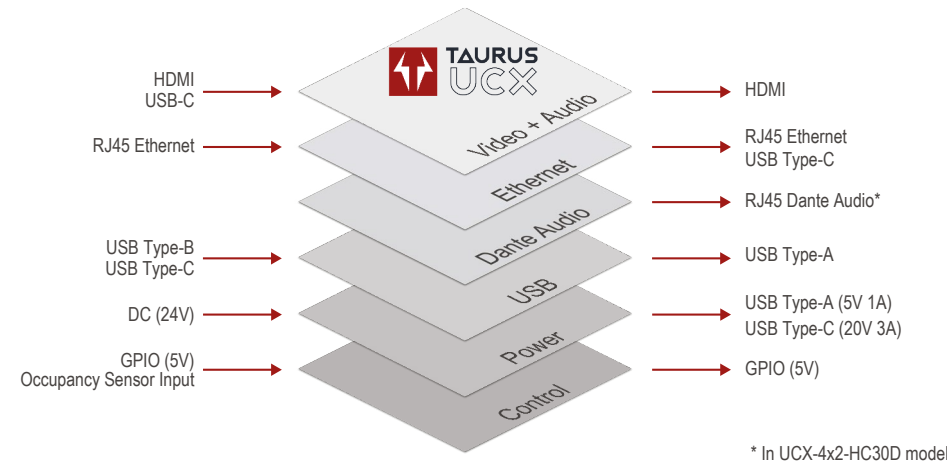 TAURUS
UCX
HDMI
USB-C
Video + Audio
HDMI
RJ45 Ethernet
Ethernet
RJ45 Ethernet
USB Type-C
Dante Audio
RJ45 Dante Audio*
USB Type-B
USB Type-C
USB
USB Type-A
DC (24V)
Power
USB Type-A (5V 1A)
USB Type-C (20V 3A)
GPIO (5V)
Occupancy Sensor Input
Control
GPIO (5V)
* In UCX-4x2-HC30D model